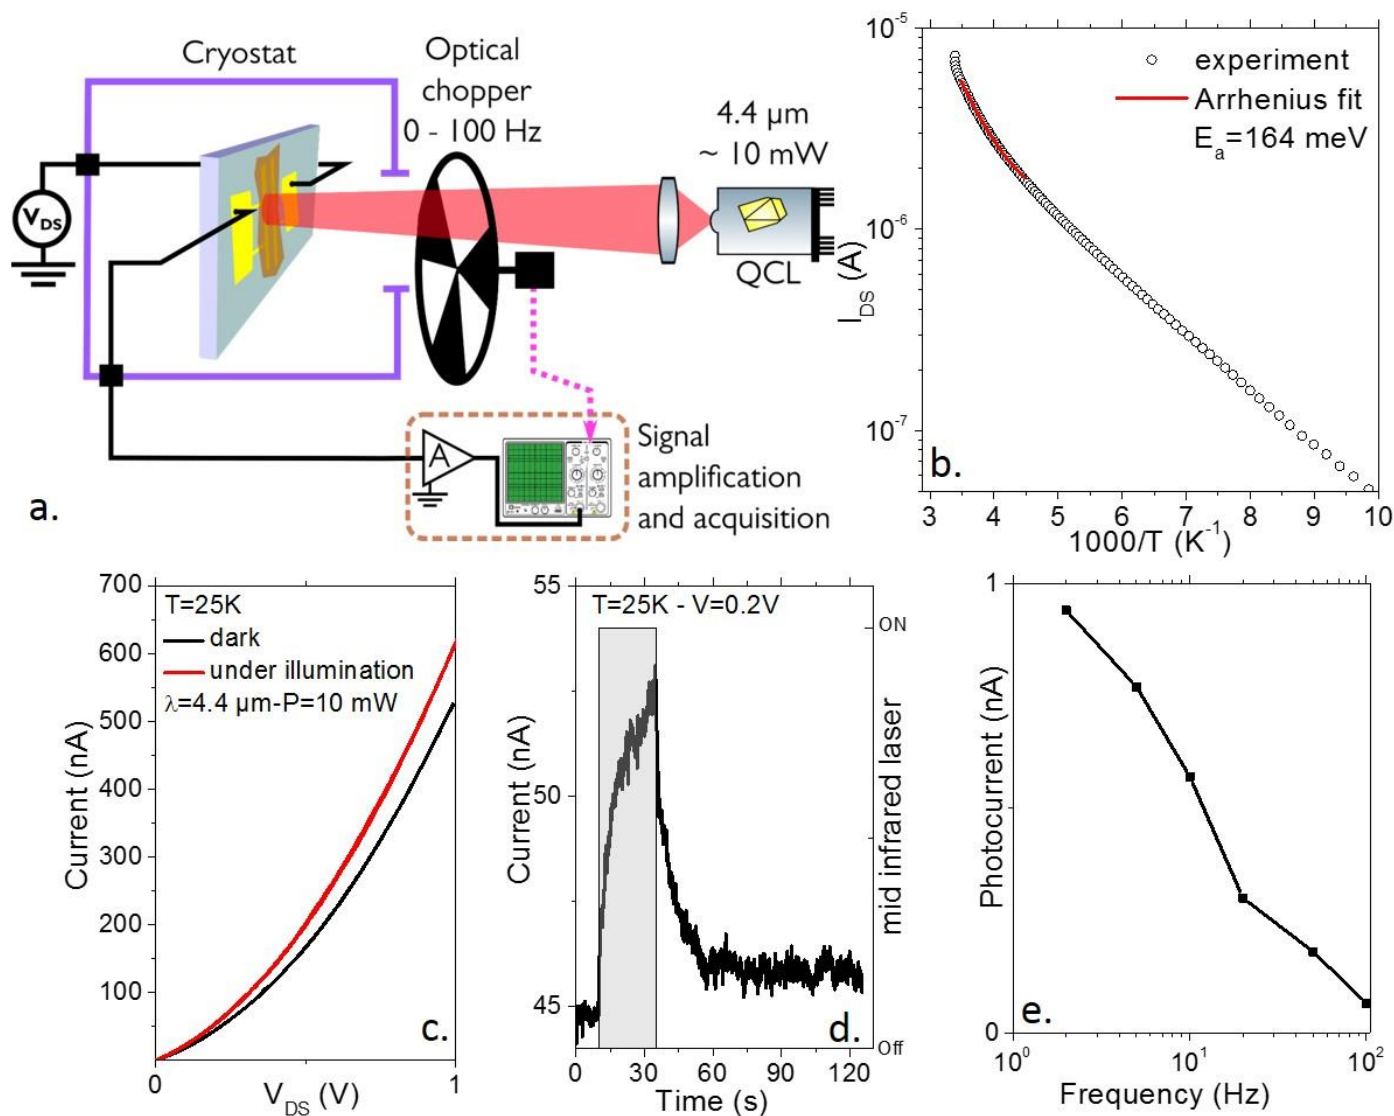 Cryostat
Optical
chopper
0 - 100 Hz
4.4 µm
~ 10 mW
V_DS
QCL
A
Signal
amplification
and acquisition
a.
10^-5
10^-6
10^-7
I_DS (A)
experiment
Arrhenius fit
E_a=164 meV
b.
3 4 5 6 7 8 9 10
1000/T (K^-1)
700
600
500
400
300
200
100
Current (nA)
T=25K
dark
under illumination
λ=4.4 µm-P=10 mW
c.
0 1
V_DS (V)
55
50
45
Current (nA)
T=25K - V=0.2V
ON
Off
mid infrared laser
d.
0 30 60 90 120
Time (s)
1
0
Photocurrent (nA)
e.
10^0 10^1 10^2
Frequency (Hz)